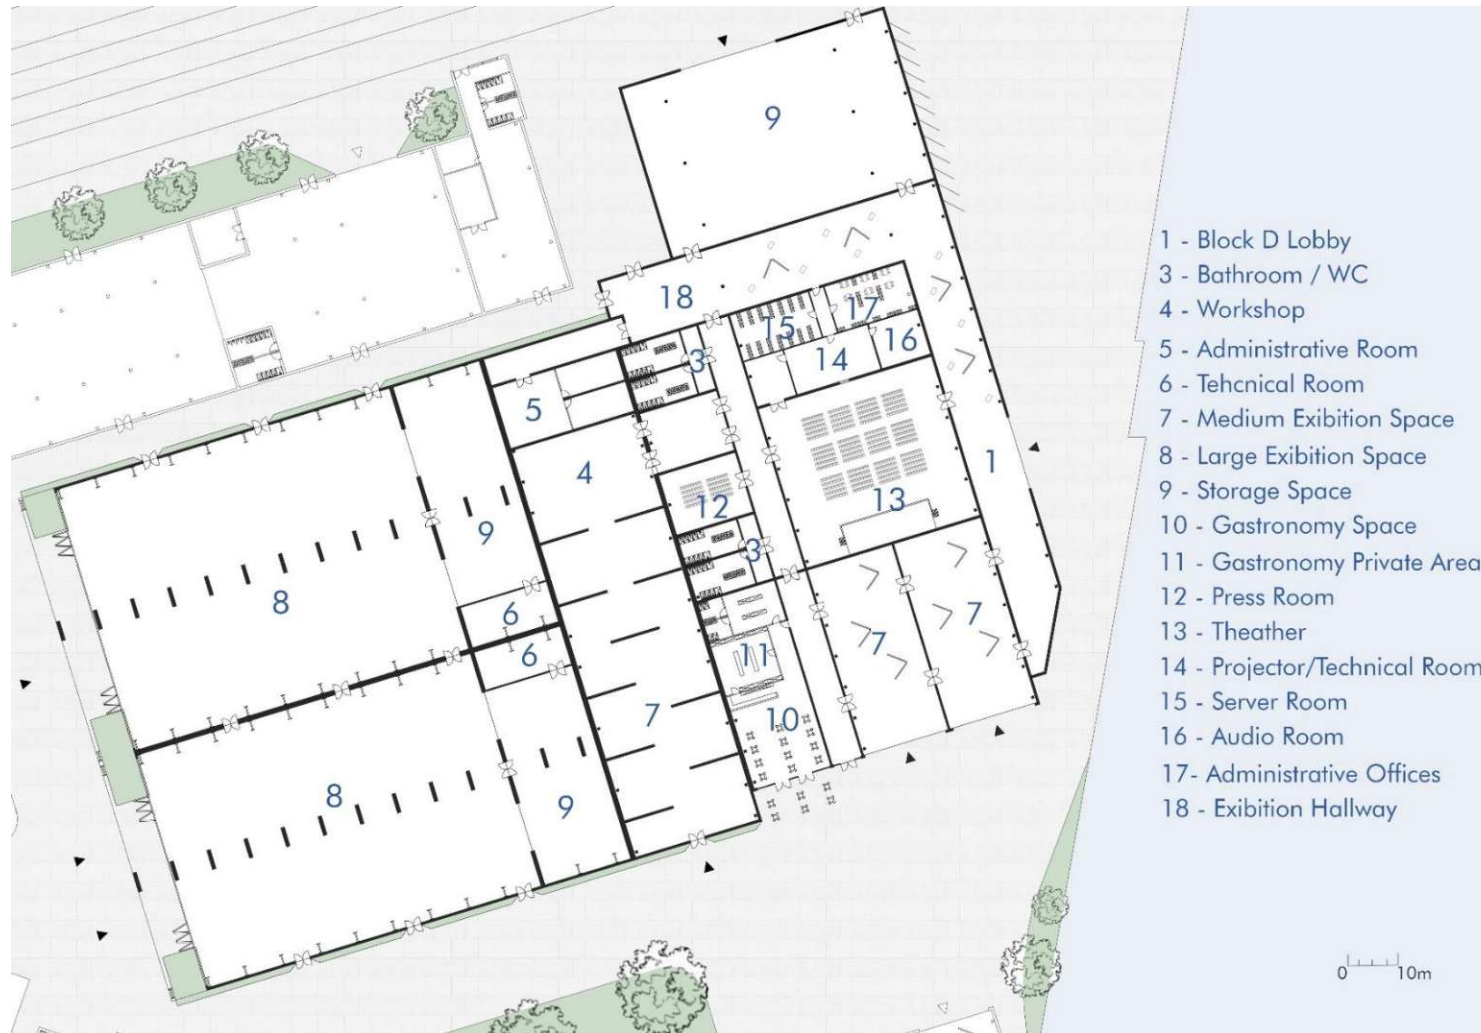 9
18
17
15
16
14
3
5
4
1
13
12
9
3
8
6
7
7
6
11
7
10
8
9
1 - Block D Lobby
3 - Bathroom / WC
4 - Workshop
5 - Administrative Room
6 - Tehcnical Room
7 - Medium Exibition Space
8 - Large Exibition Space
9 - Storage Space
10 - Gastronomy Space
11 - Gastronomy Private Area
12 - Press Room
13 - Theather
14 - Projector/Technical Room
15 - Server Room
16 - Audio Room
17- Administrative Offices
18 - Exibition Hallway
0 10m